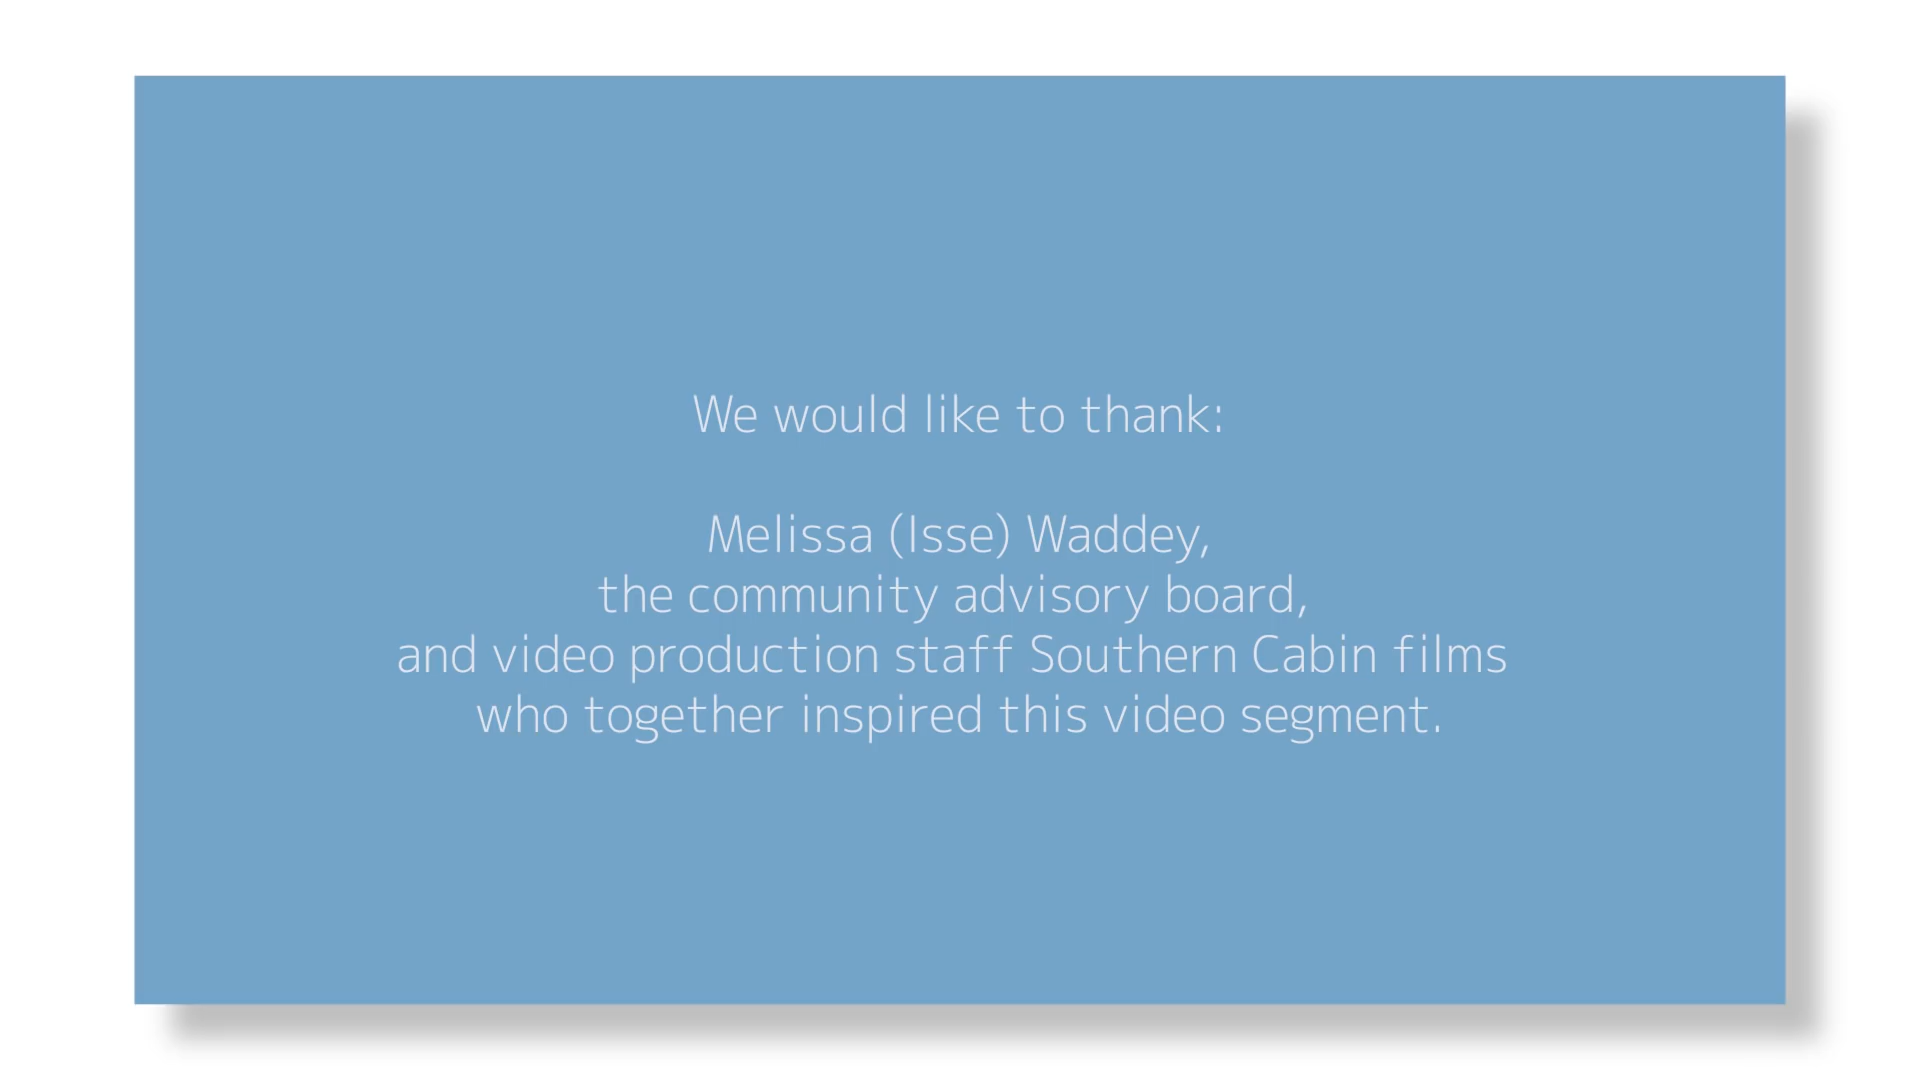 We would like to thank:
Melissa (Isse) Waddey,
the community advisory board,
and video production staff Southern Cabin films
who together inspired this video segment.